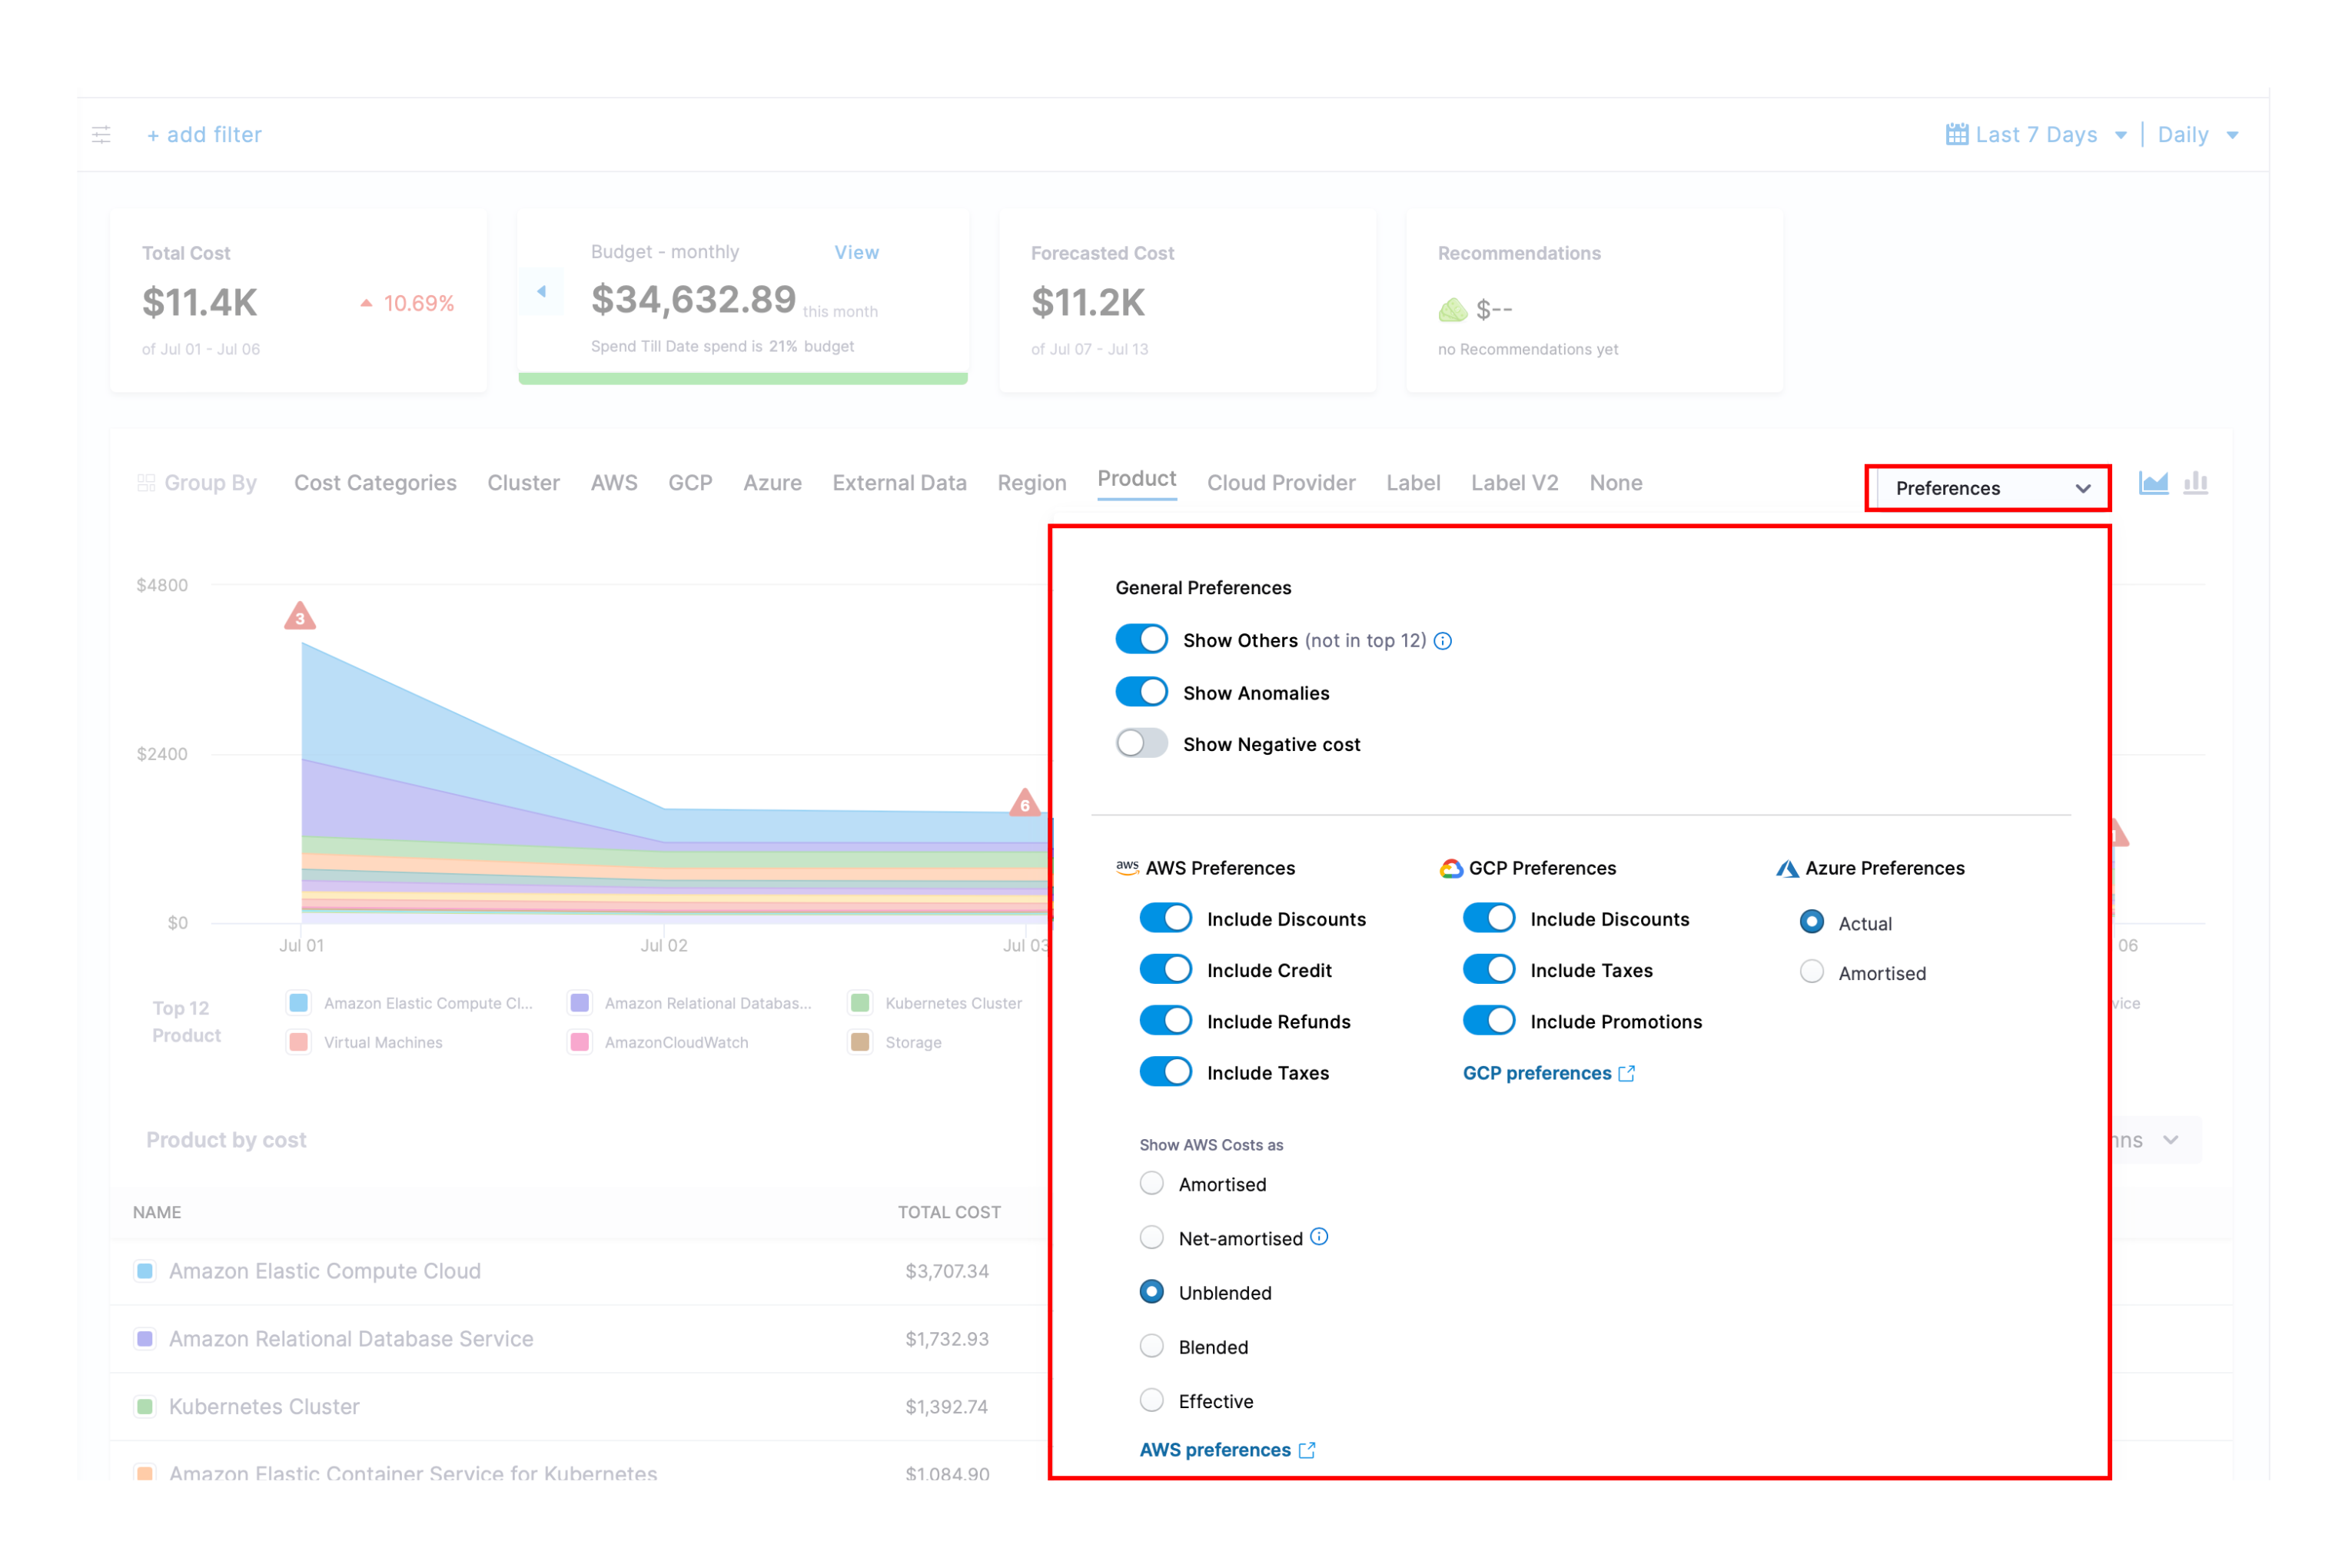 + add filter
Last 7 Days | Daily
Total Cost
$11.4K
10.69%
of Jul 01 - Jul 06
Budget - monthly
View
$34,632.89 this month
Spend Till Date spend is 21% budget
Forecasted Cost
$11.2K
of Jul 07 - Jul 13
Recommendations
$--
no Recommendations yet
Group By Cost Categories Cluster AWS GCP Azure External Data Region Product Cloud Provider Label Label V2 None
Preferences
$4800
$2400
$0
3
6
Jul 01
Jul 02
Jul 03
06
Top 12
Product
Amazon Elastic Compute Cl...
Amazon Relational Databas...
Kubernetes Cluster
vice
Virtual Machines
AmazonCloudWatch
Storage
Product by cost
NAME
TOTAL COST
Amazon Elastic Compute Cloud
$3,707.34
Amazon Relational Database Service
$1,732.93
Kubernetes Cluster
$1,392.74
Amazon Elastic Container Service for Kubernetes
$1,084.90
General Preferences
Show Others (not in top 12)
Show Anomalies
Show Negative cost
aws AWS Preferences
Include Discounts
Include Credit
Include Refunds
Include Taxes
Show AWS Costs as
Amortised
Net-amortised
Unblended
Blended
Effective
AWS preferences
GCP Preferences
Include Discounts
Include Taxes
Include Promotions
GCP preferences
Azure Preferences
Actual
Amortised